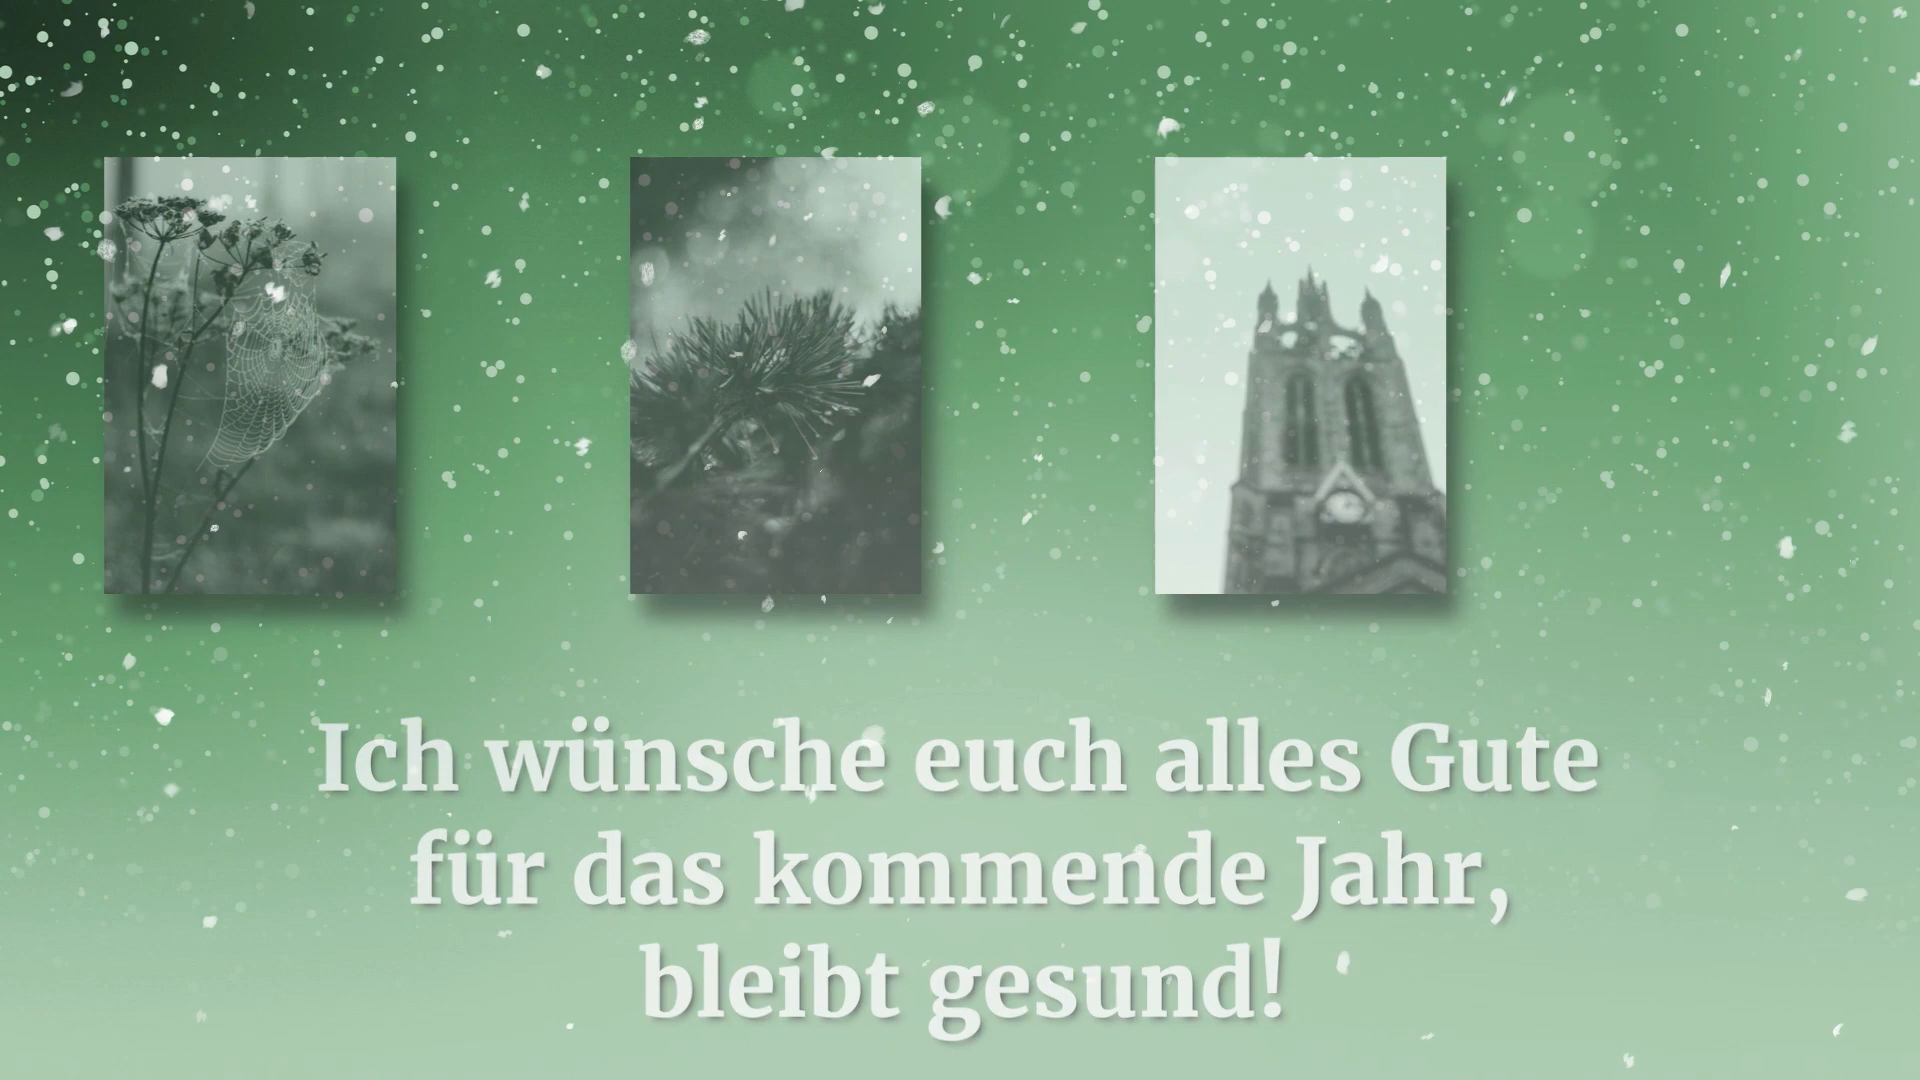 Ich wünsche euch alles Gute
für das kommende Jahr,
bleibt gesund!